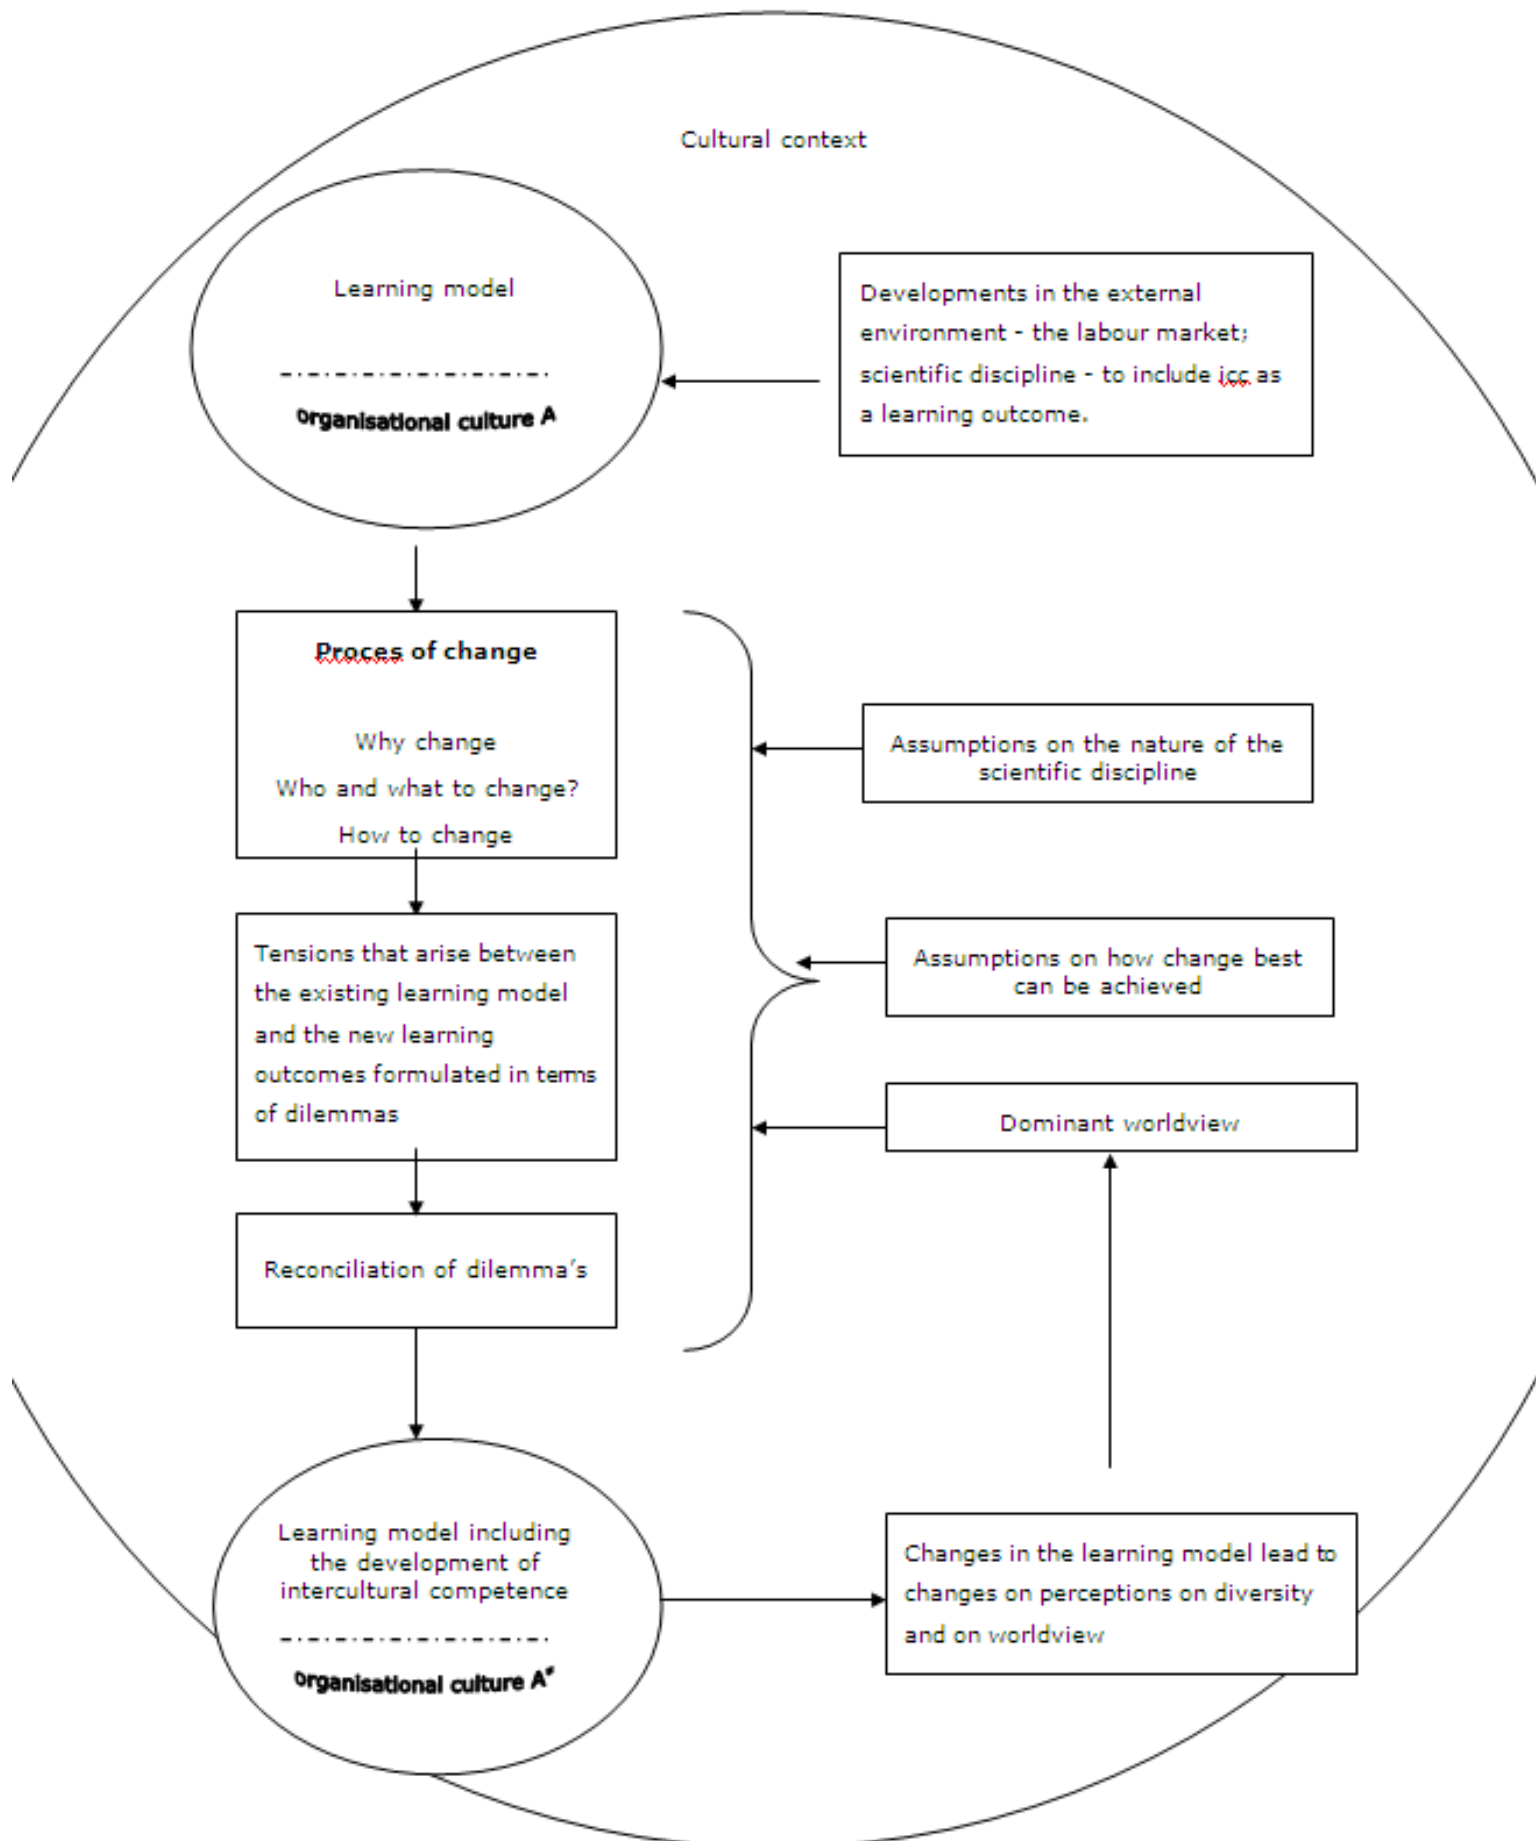 Cultural context
Learning model
organisational culture A
Developments in the external
environment - the labour market;
scientific discipline - to include icc as
a learning outcome.
Proces of change
Why change
Who and what to change?
How to change
Assumptions on the nature of the
scientific discipline
Tensions that arise between
the existing learning model
and the new learning
outcomes formulated in terms
of dilemmas
Assumptions on how change best
can be achieved
Dominant worldview
Reconciliation of dilemma's
Learning model including
the development of
intercultural competence
organisational culture A*
Changes in the learning model lead to
changes on perceptions on diversity
and on worldview